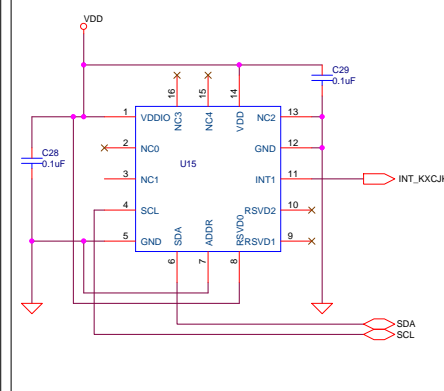 VDD
C29
0.1uF
16
15
14
1
VDDIO
NC3
NC4
VDD
NC2
13
2
NC0
GND
12
C28
0.1uF
U15
3
NC1
INT1
11
INT_KXCJK
4
SCL
RSVD2
10
5
GND
SDA
ADDR
RSVD0
RSVD1
9
6
7
8
SDA
SCL